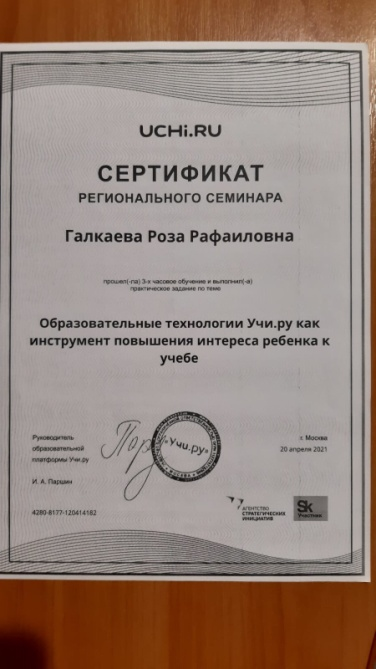 UCHi.RU
СЕРТИФИКАТ
РЕГИОНАЛЬНОГО СЕМИНАРА
Галкаева Роза Рафаиловна
прошел(-ла) 3-х часовое обучение и выполнил(-а)
практическое задание по теме
Образовательные технологии Учи.ру как
инструмент повышения интереса ребенка к
учебе
Руководитель
образовательной
платформы Учи.ру
И. А. Паршин
«Учи.ру»
г. Москва
20 апреля 2021
4280-8177-120414182
АГЕНТСТВО
СТРАТЕГИЧЕСКИХ
ИНИЦИАТИВ
Sk
Участник